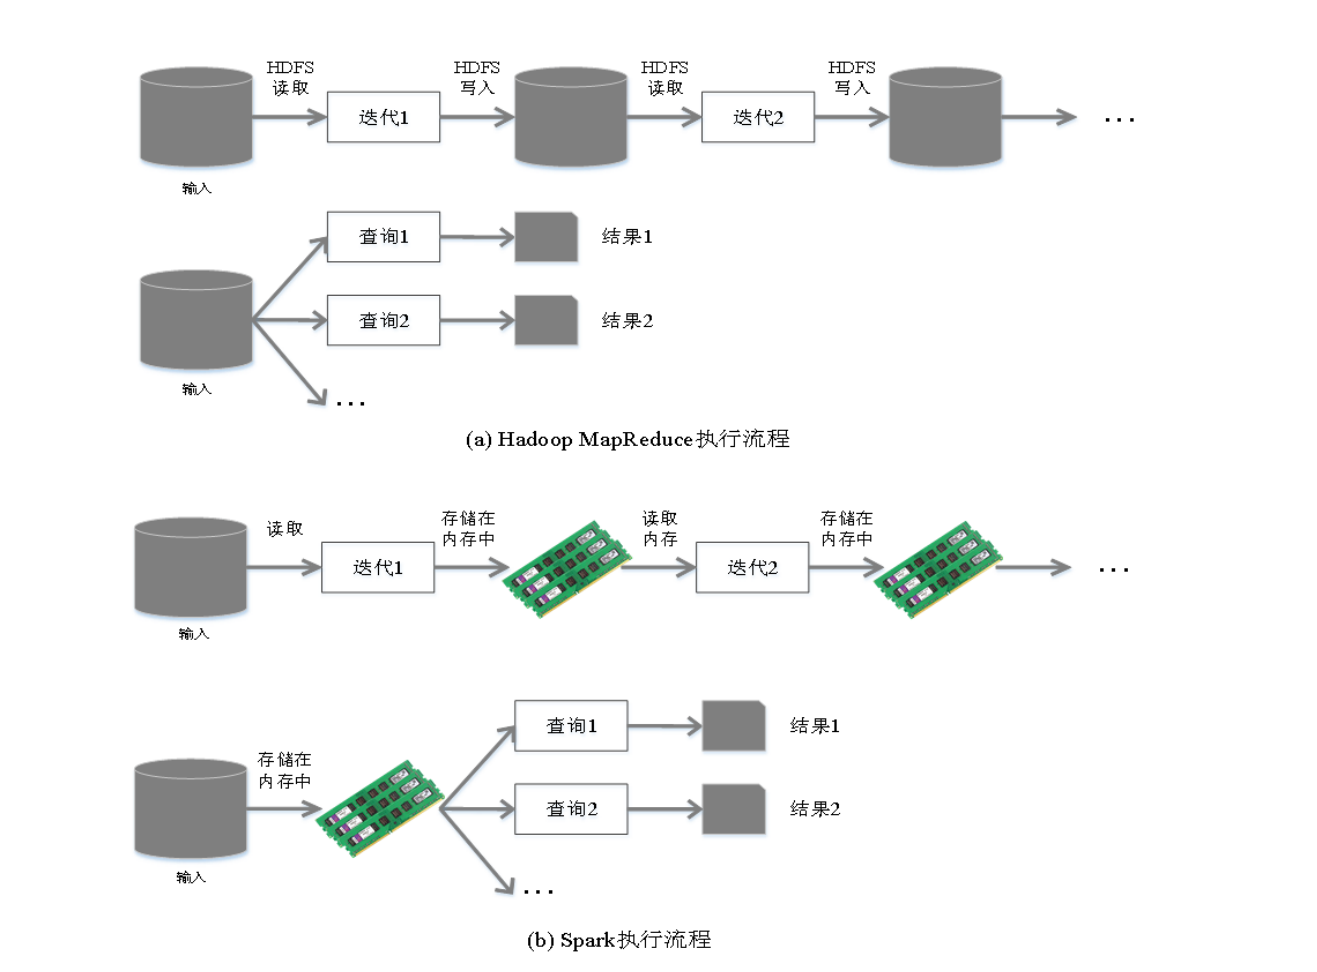 HDFS
读取
HDFS
写入
HDFS
读取
HDFS
写入
迭代1
迭代2
...
输入
查询1
结果1
查询2
结果2
输入
...
(a) Hadoop MapReduce执行流程
读取
存储在
内存中
读取
内存
存储在
内存中
迭代1
迭代2
...
输入
查询1
结果1
存储在
内存中
查询2
结果2
输入
...
(b) Spark执行流程